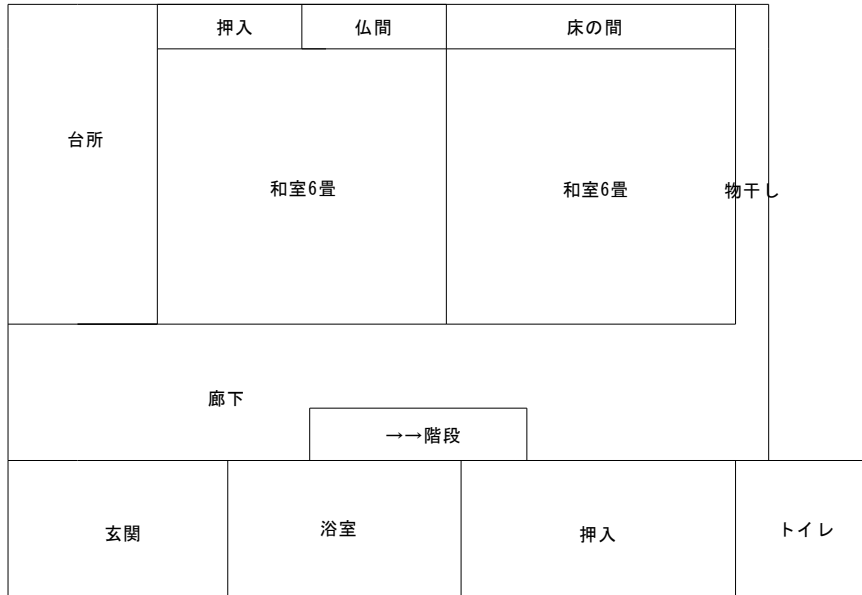 押入
仏間
床の間
台所
和室6畳
和室6畳
物干し
廊下
→→階段
玄関
浴室
押入
トイレ